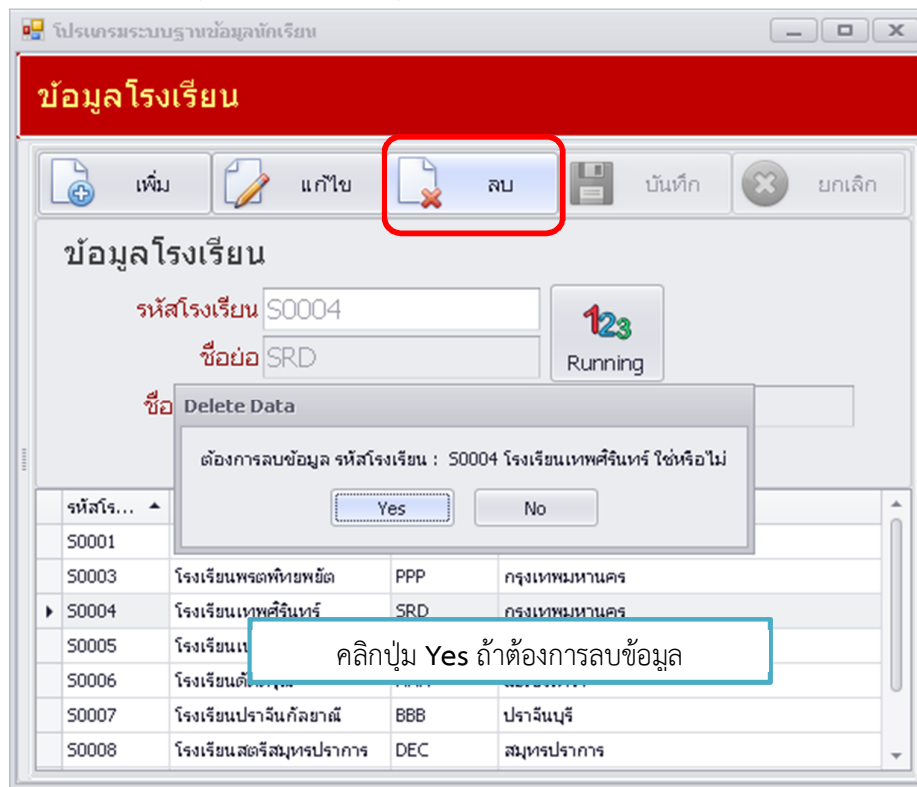 โปรแกรมระบบฐานข้อมูลนักเรียน
ข้อมูลโรงเรียน
เพิ่ม แก้ไข ลบ บันทึก ยกเลิก
ข้อมูลโรงเรียน
รหัสโรงเรียน S0004
123
ชื่อย่อ SRD
Running
ชื่อ
Delete Data
ต้องการลบข้อมูล รหัสโรงเรียน : S0004 โรงเรียนเทพศิรินทร์ ใช่หรือไม่
Yes No
รหัสโร...
S0001
S0003 โรงเรียนพรตพิทยพยัต PPP กรุงเทพมหานคร
S0004 โรงเรียนเทพศิรินทร์ SRD กรุงเทพมหานคร
S0005
คลิกปุ่ม Yes ถ้าต้องการลบข้อมูล
S0006
S0007 โรงเรียนปราจีนกัลยาณี BBB ปราจีนบุรี
S0008 โรงเรียนสตรีสมุทรปราการ DEC สมุทรปราการ